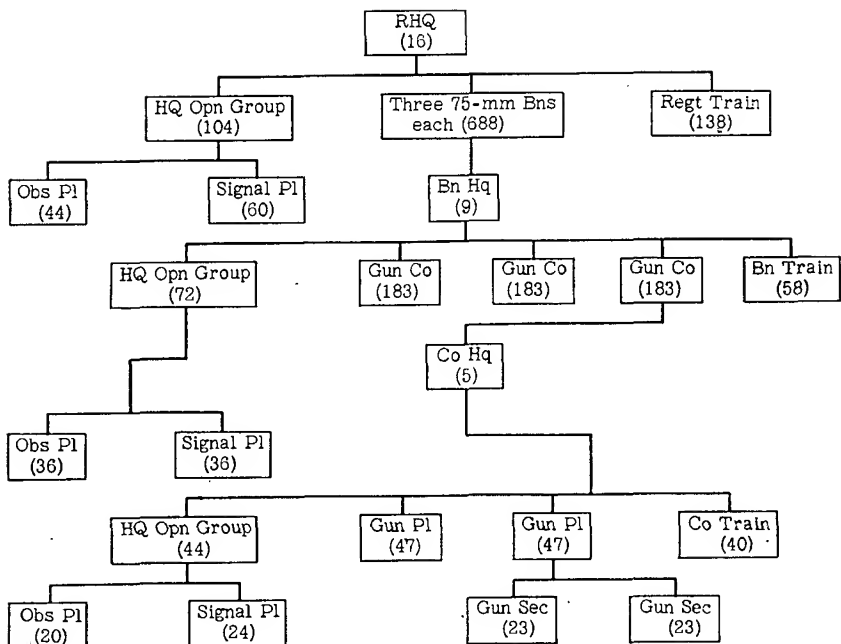 RHQ
(16)
HQ Opn Group
(104)
Three 75-mm Bns
each (688)
Regt Train
(138)
Obs Pl
(44)
Signal Pl
(60)
Bn Hq
(9)
HQ Opn Group
(72)
Gun Co
(183)
Gun Co
(183)
Gun Co
(183)
Bn Train
(58)
Co Hq
(5)
Obs Pl
(36)
Signal Pl
(36)
HQ Opn Group
(44)
Gun Pl
(47)
Gun Pl
(47)
Co Train
(40)
Obs Pl
(20)
Signal Pl
(24)
Gun Sec
(23)
Gun Sec
(23)